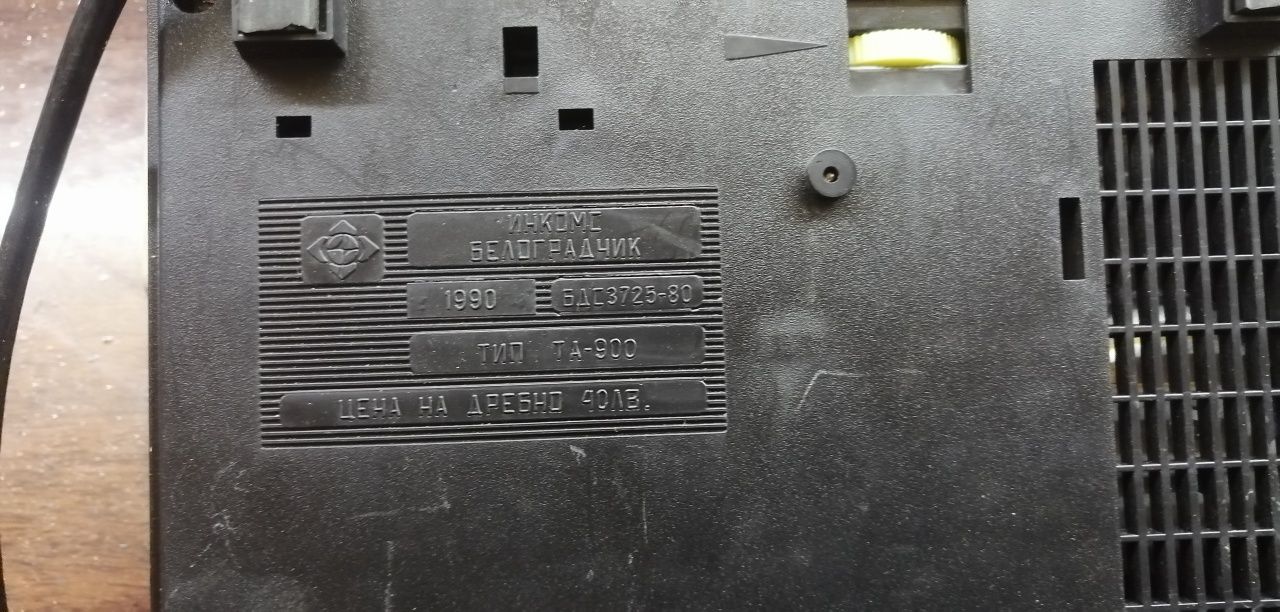 ИНКОМС
БЕЛОГРАДЧИК
1990 БДС3725-80
ТИП ТА-900
ЦЕНА НА ДРЕБНО 40ЛВ.